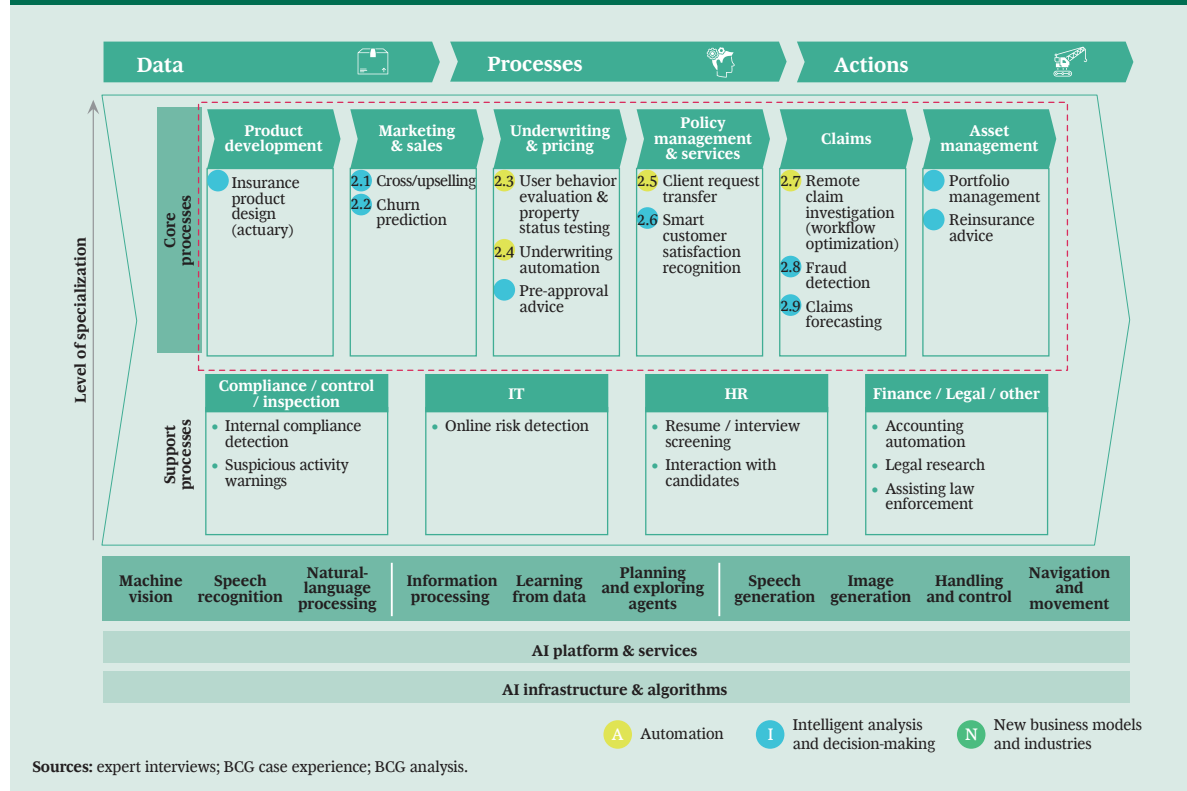 Data
Processes
Actions
Level of specialization
Core
processes
Product
development
Insurance
product
design
(actuary)
Marketing
& sales
2.1 Cross/upselling
2.2 Churn
prediction
Underwriting
& pricing
2.3 User behavior
evaluation &
property
status testing
2.4 Underwriting
automation
Pre-approval
advice
Policy
management
& services
2.5 Client request
transfer
2.6 Smart
customer
satisfaction
recognition
Claims
2.7 Remote
claim
investigation
(workflow
optimization)
2.8 Fraud
detection
2.9 Claims
forecasting
Asset
management
Portfolio
management
Reinsurance
advice
Support
processes
Compliance / control
/ inspection
• Internal compliance
detection
• Suspicious activity
warnings
IT
• Online risk detection
HR
• Resume / interview
screening
• Interaction with
candidates
Finance / Legal / other
• Accounting
automation
• Legal research
• Assisting law
enforcement
Machine
vision
Speech
recognition
Natural-
language
processing
Information
processing
Learning
from data
Planning
and exploring
agents
Speech
generation
Image
generation
Handling
and control
Navigation
and
movement
AI platform & services
AI infrastructure & algorithms
A Automation
I Intelligent analysis
and decision-making
N New business models
and industries
Sources: expert interviews; BCG case experience; BCG analysis.